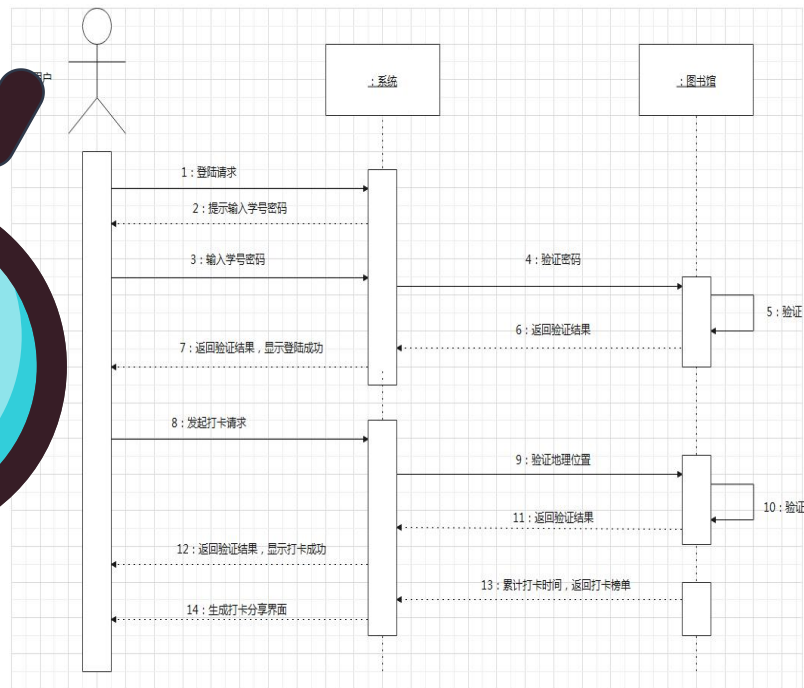 户
：系统
：图书馆
1：登陆请求
2：提示输入学号密码
3：输入学号密码
4：验证密码
5：验证
6：返回验证结果
7：返回验证结果，显示登陆成功
8：发起打卡请求
9：验证地理位置
10：验证
11：返回验证结果
12：返回验证结果，显示打卡成功
13：累计打卡时间，返回打卡榜单
14：生成打卡分享界面